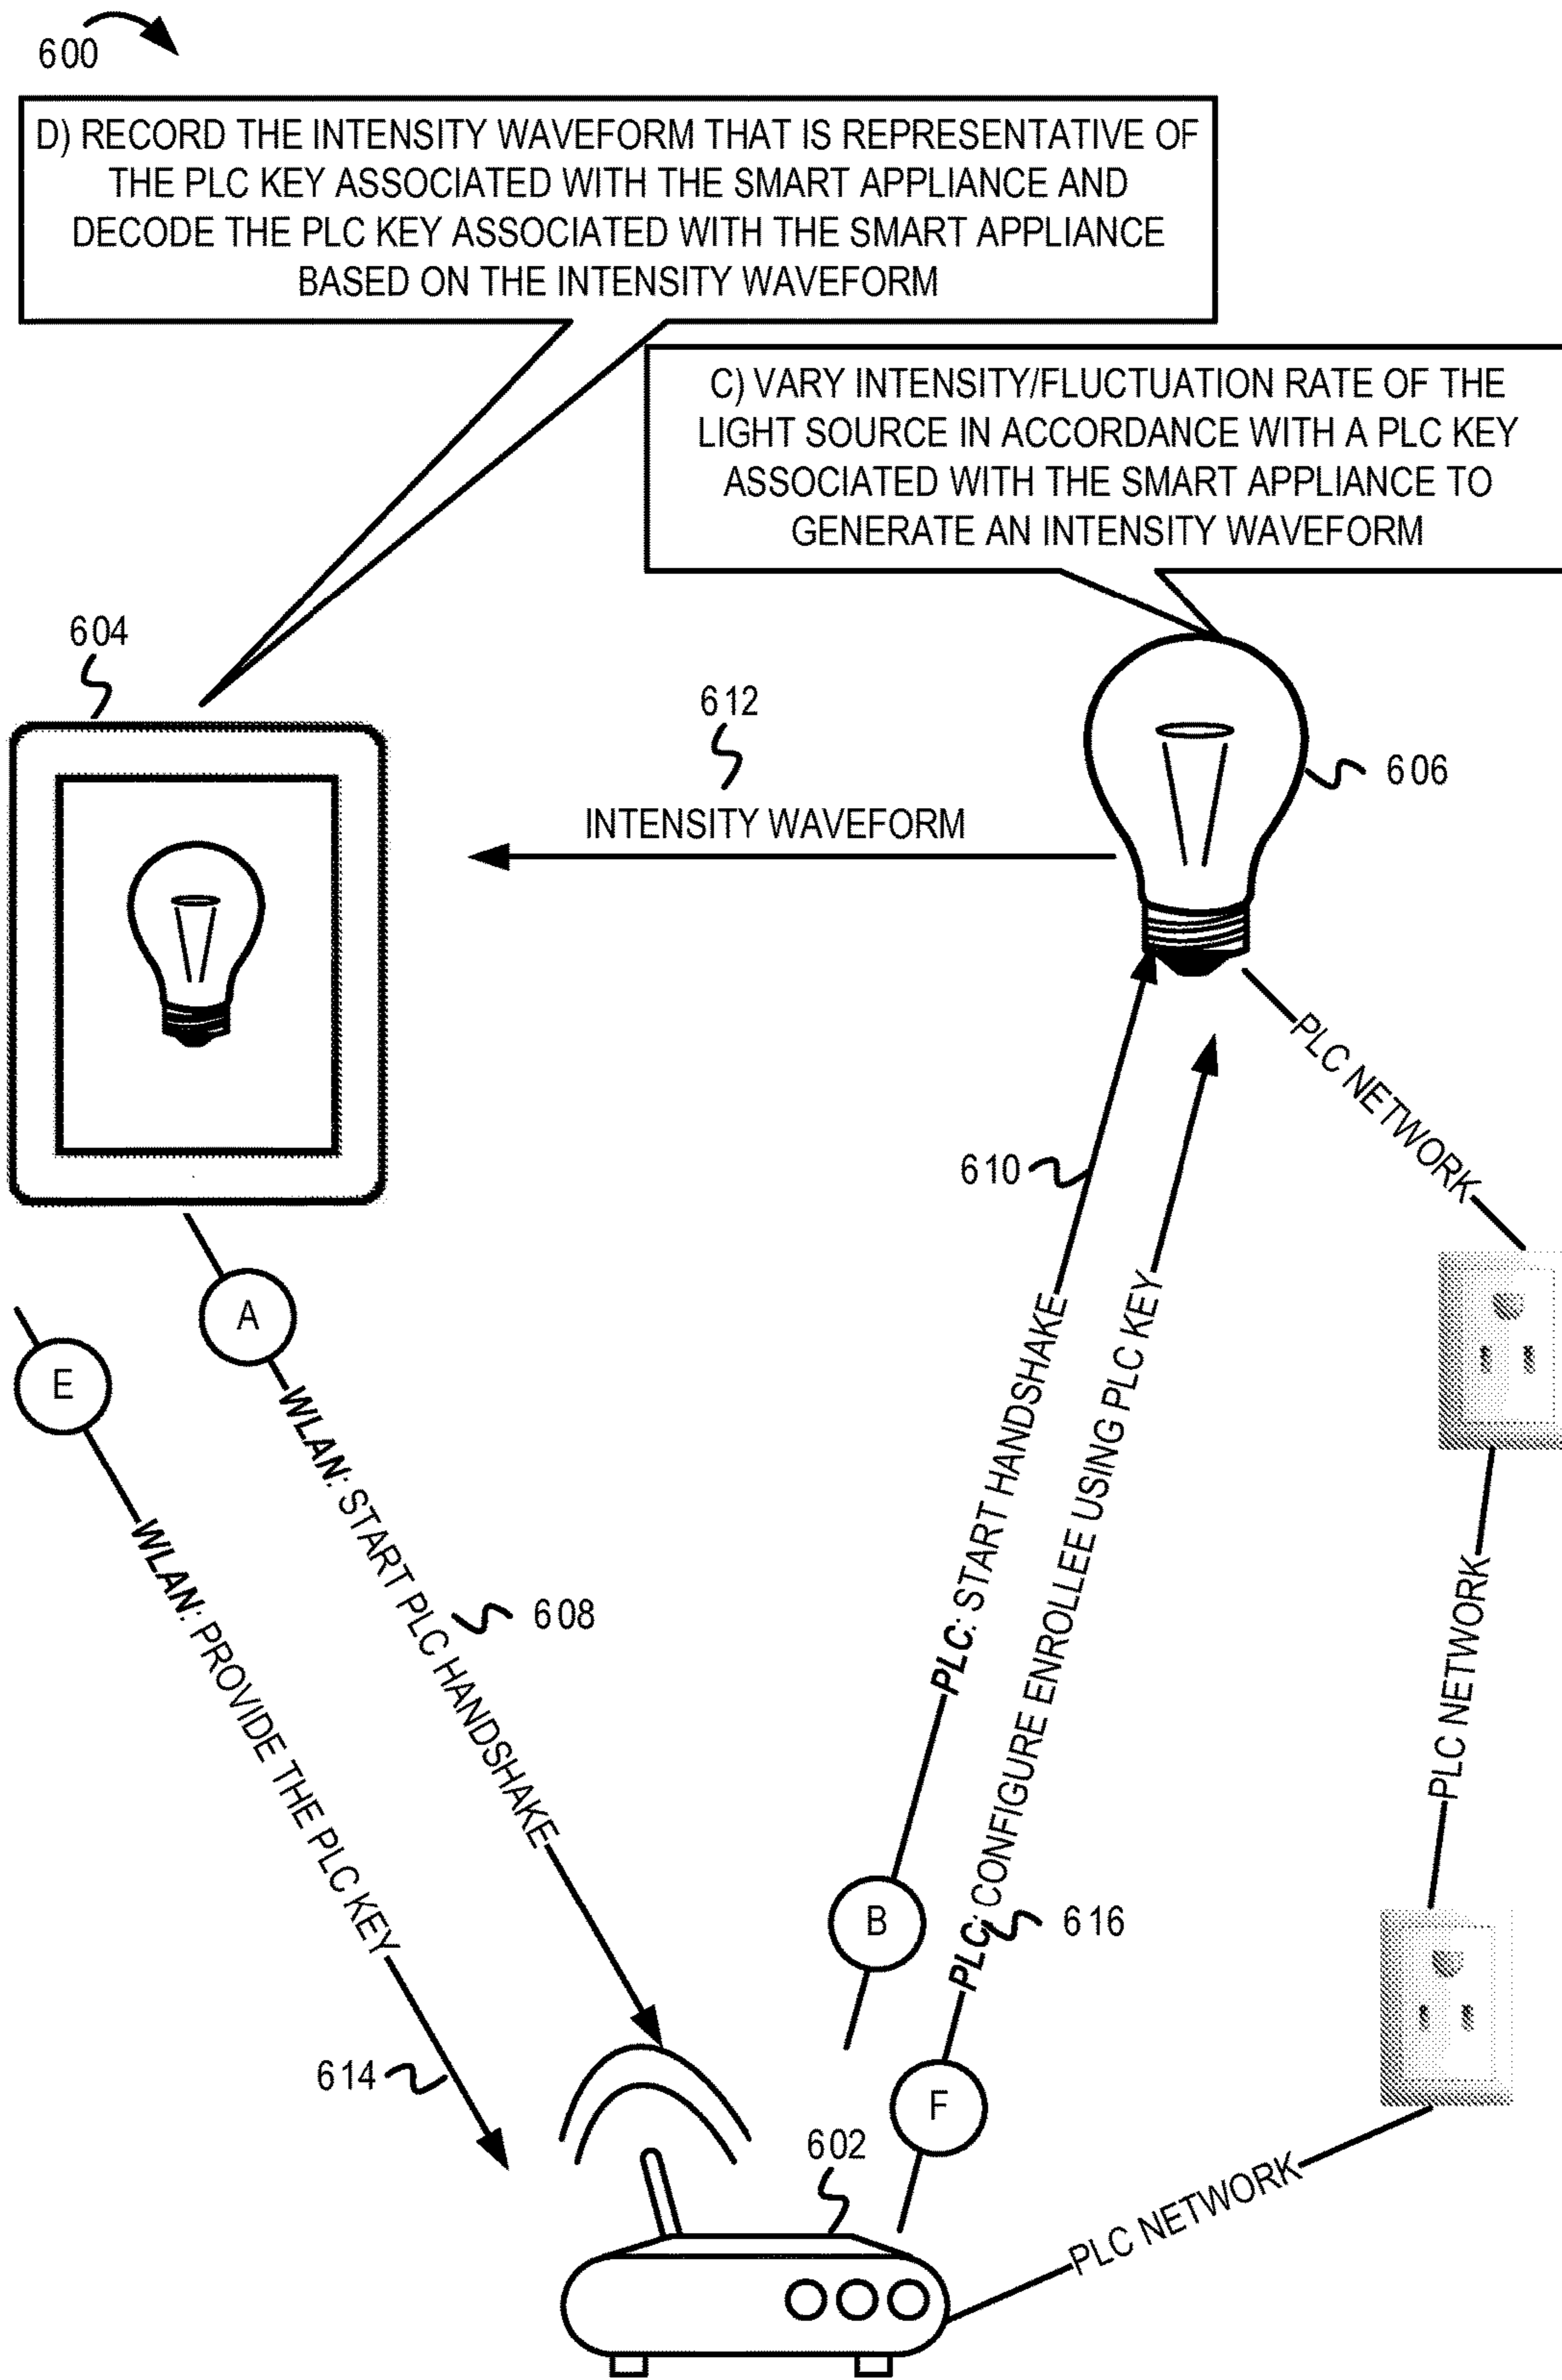 600
D) RECORD THE INTENSITY WAVEFORM THAT IS REPRESENTATIVE OF
THE PLC KEY ASSOCIATED WITH THE SMART APPLIANCE AND
DECODE THE PLC KEY ASSOCIATED WITH THE SMART APPLIANCE
BASED ON THE INTENSITY WAVEFORM
C) VARY INTENSITY/FLUCTUATION RATE OF THE
LIGHT SOURCE IN ACCORDANCE WITH A PLC KEY
ASSOCIATED WITH THE SMART APPLIANCE TO
GENERATE AN INTENSITY WAVEFORM
604
612
606
INTENSITY WAVEFORM
PLC NETWORK
610
A
E
WLAN: START PLC HANDSHAKE
WLAN: PROVIDE THE PLC KEY
608
PLC: START HANDSHAKE
PLC: CONFIGURE ENROLLEE USING PLC KEY
PLC NETWORK
B
616
614
F
602
PLC NETWORK